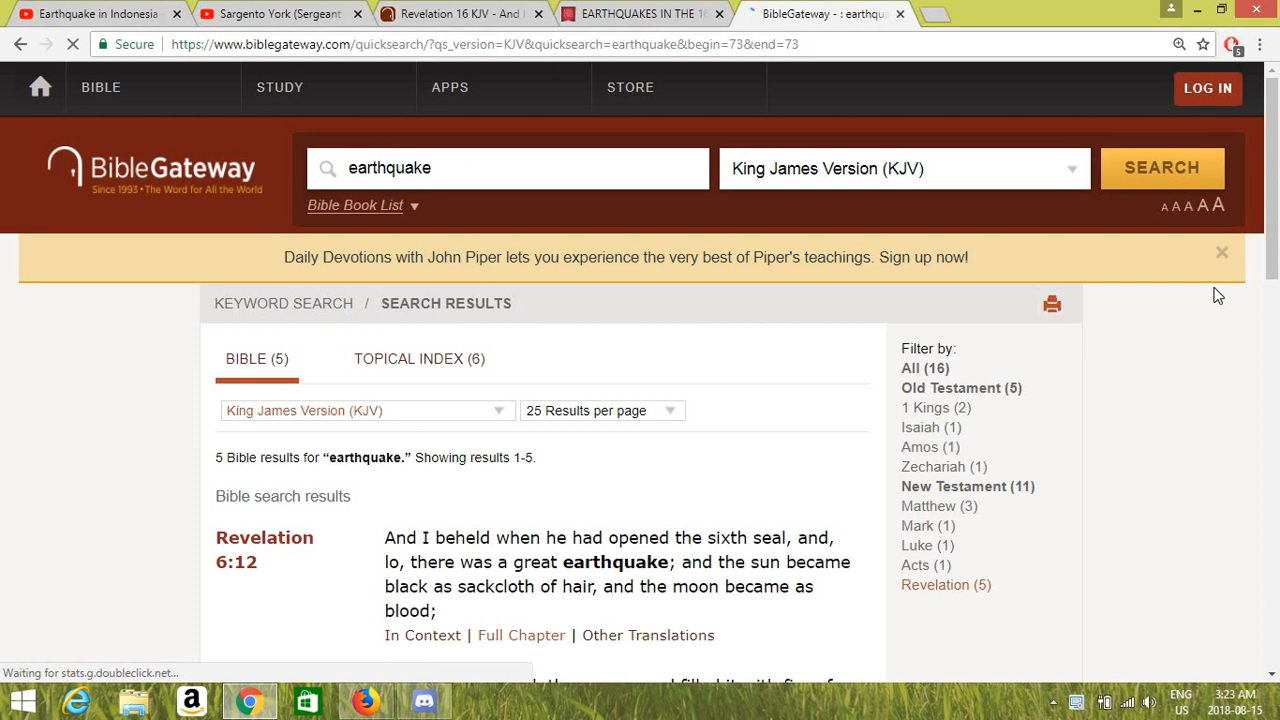 Earthquake in Indonesia
Sargento York (Sergeant
Revelation 16 KJV - And I
EARTHQUAKES IN THE 16
BibleGateway - : earthqua
Secure
https://www.biblegateway.com/quicksearch/?qs_version=KJV&quicksearch=earthquake&begin=73&end=73
5
BIBLE
STUDY
APPS
STORE
LOG IN
BibleGateway
Since 1993 • The Word for All the World
earthquake
King James Version (KJV)
SEARCH
Bible Book List
A A A A A
Daily Devotions with John Piper lets you experience the very best of Piper's teachings. Sign up now!
KEYWORD SEARCH / SEARCH RESULTS
BIBLE (5)
TOPICAL INDEX (6)
King James Version (KJV)
25 Results per page
5 Bible results for “earthquake.” Showing results 1-5.
Bible search results
Revelation
6:12
And I beheld when he had opened the sixth seal, and,
lo, there was a great earthquake; and the sun became
black as sackcloth of hair, and the moon became as
blood;
In Context | Full Chapter | Other Translations
Filter by:
All (16)
Old Testament (5)
1 Kings (2)
Isaiah (1)
Amos (1)
Zechariah (1)
New Testament (11)
Matthew (3)
Mark (1)
Luke (1)
Acts (1)
Revelation (5)
Waiting for stats.g.doubleclick.net...
ENG
US
3:23 AM
2018-08-15